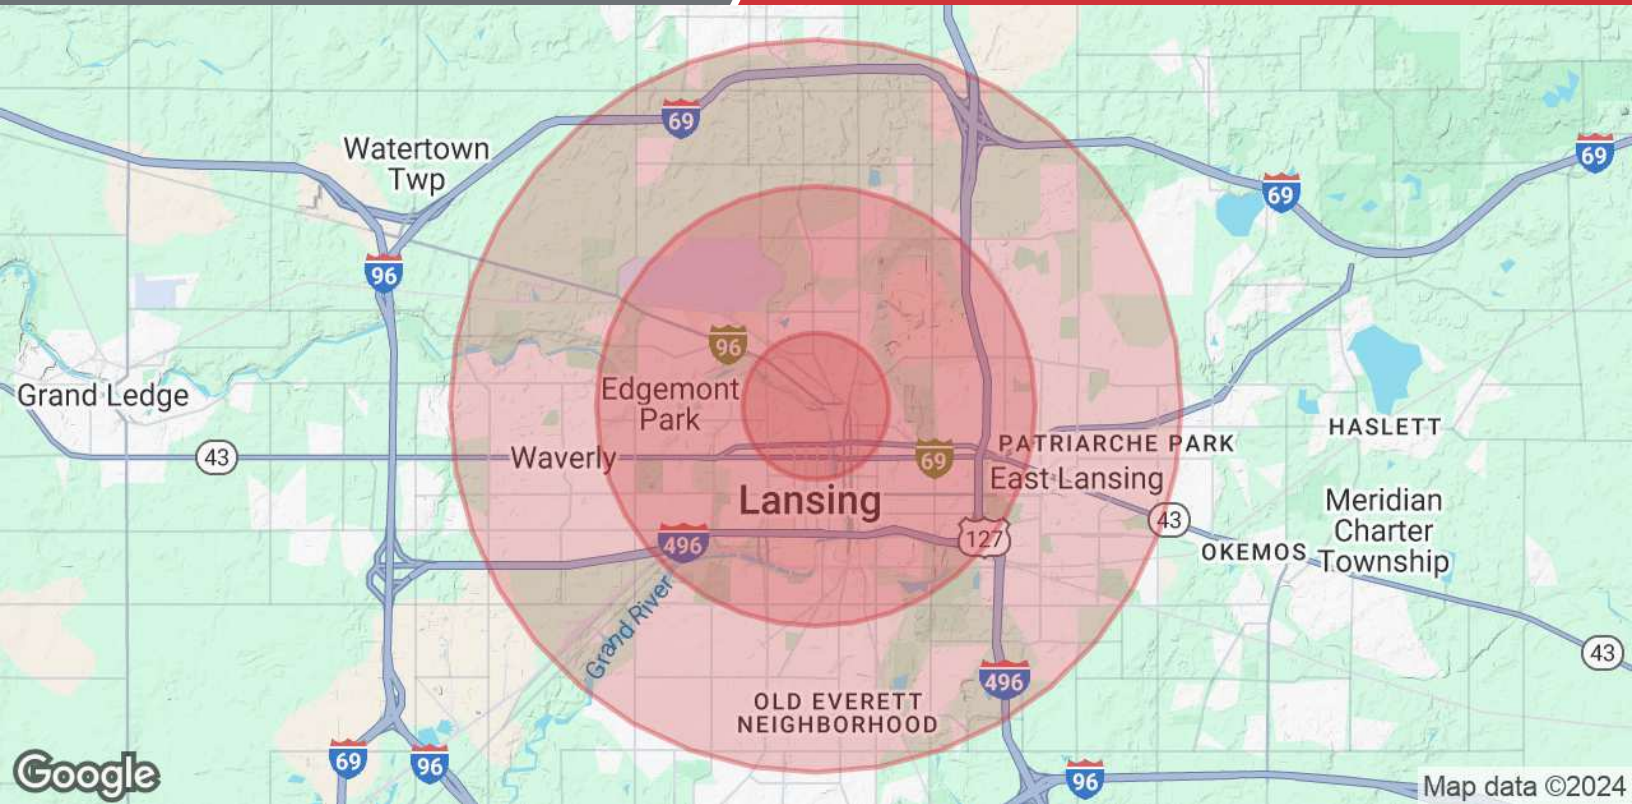 69
69
Watertown
Twp
69
96
96
Edgemont
Park
Grand Ledge
HASLETT
PATRIARCHE PARK
43
Waverly
69
East Lansing
Lansing
Meridian
Charter
Township
43
496
127
OKEMOS
Grand River
43
496
OLD EVERETT
NEIGHBORHOOD
69
96
96
Google
Map data ©2024